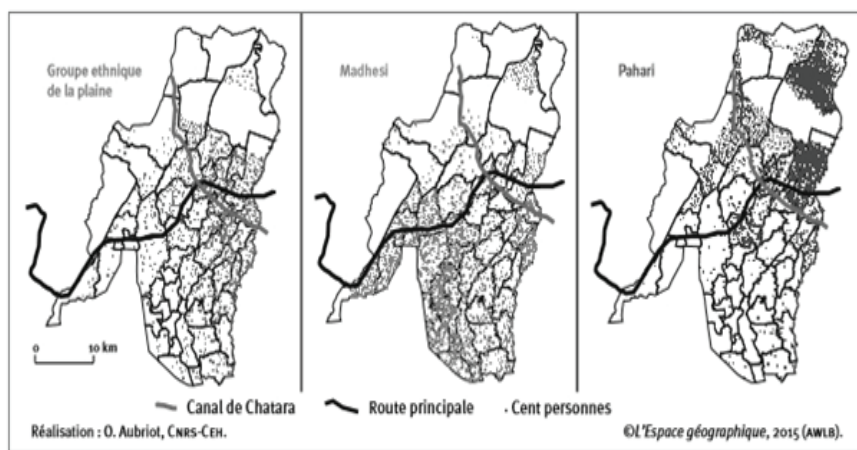 Groupe ethnique
de la plaine
Madhesi
Pahari
0 10 km
Canal de Chatara
Route principale
. Cent personnes
Réalisation : O. Aubriot, CNRS-CEH.
©L'Espace géographique, 2015 (AWLB).